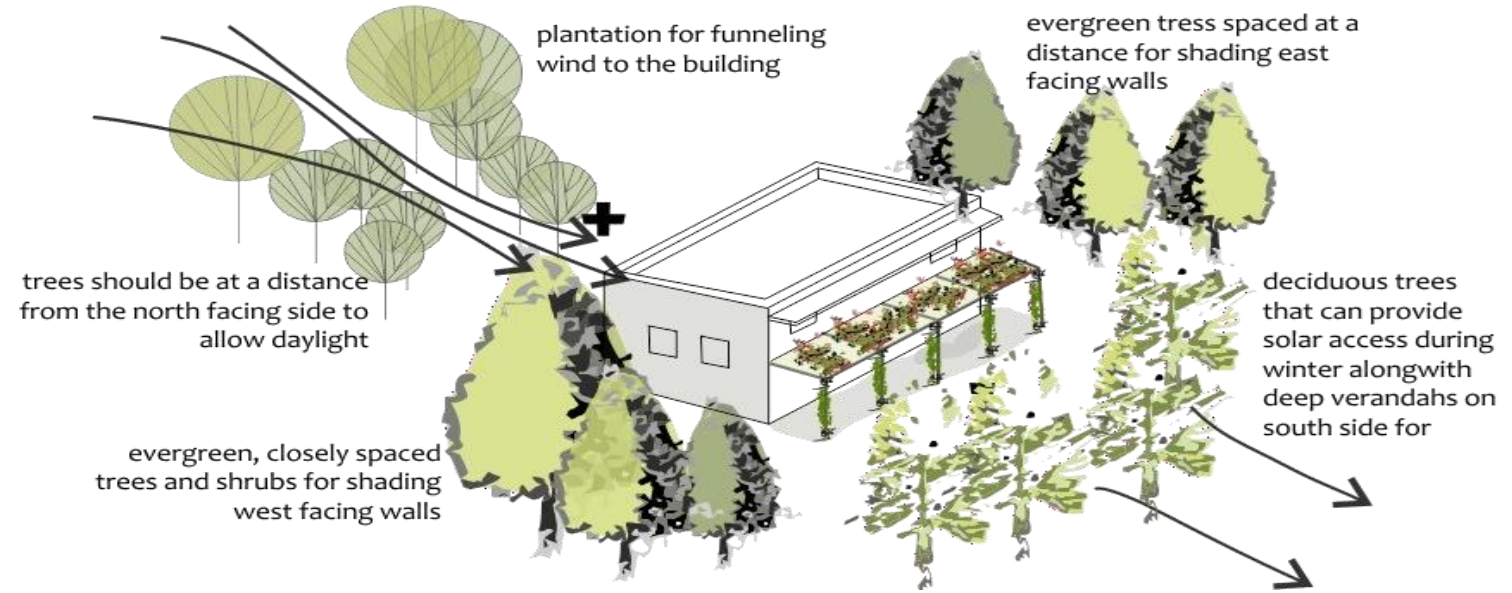 plantation for funneling
wind to the building
evergreen tress spaced at a
distance for shading east
facing walls
trees should be at a distance
from the north facing side to
allow daylight
deciduous trees
that can provide
solar access during
winter alongwith
deep verandahs on
south side for
evergreen, closely spaced
trees and shrubs for shading
west facing walls